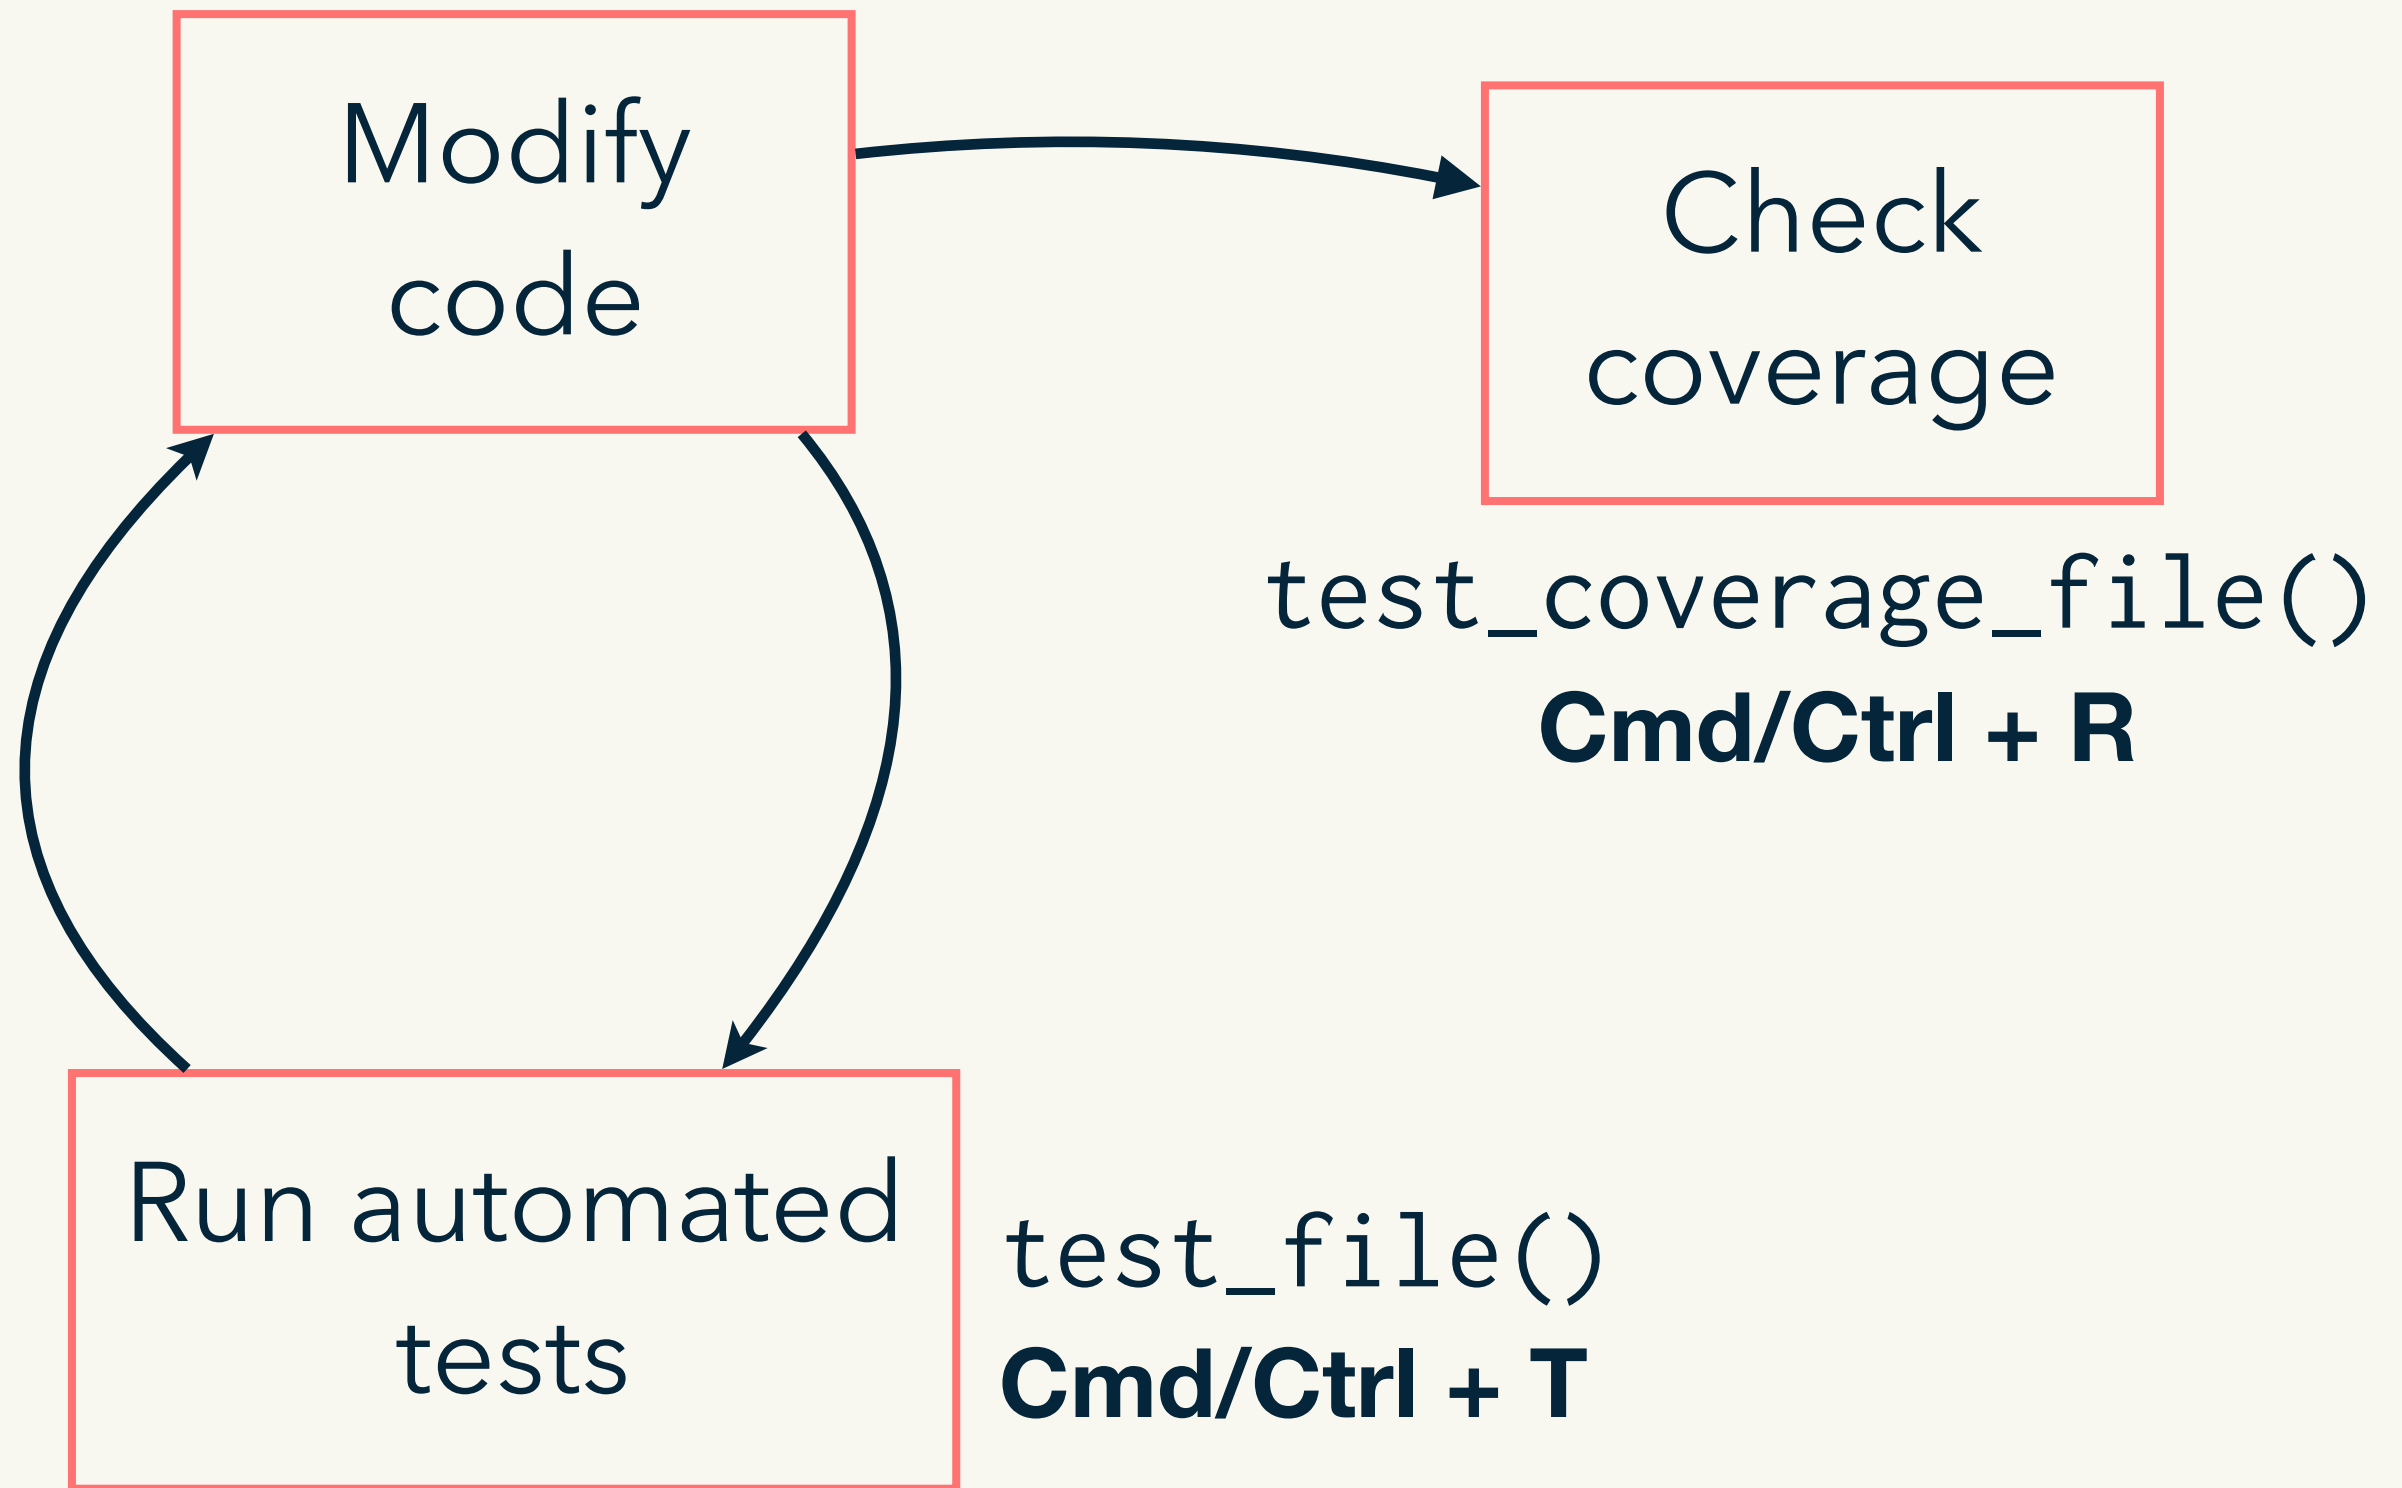 Modify
code
Check
coverage
test_coverage_file()
Cmd/Ctrl + R
Run automated
tests
test_file()
Cmd/Ctrl + T